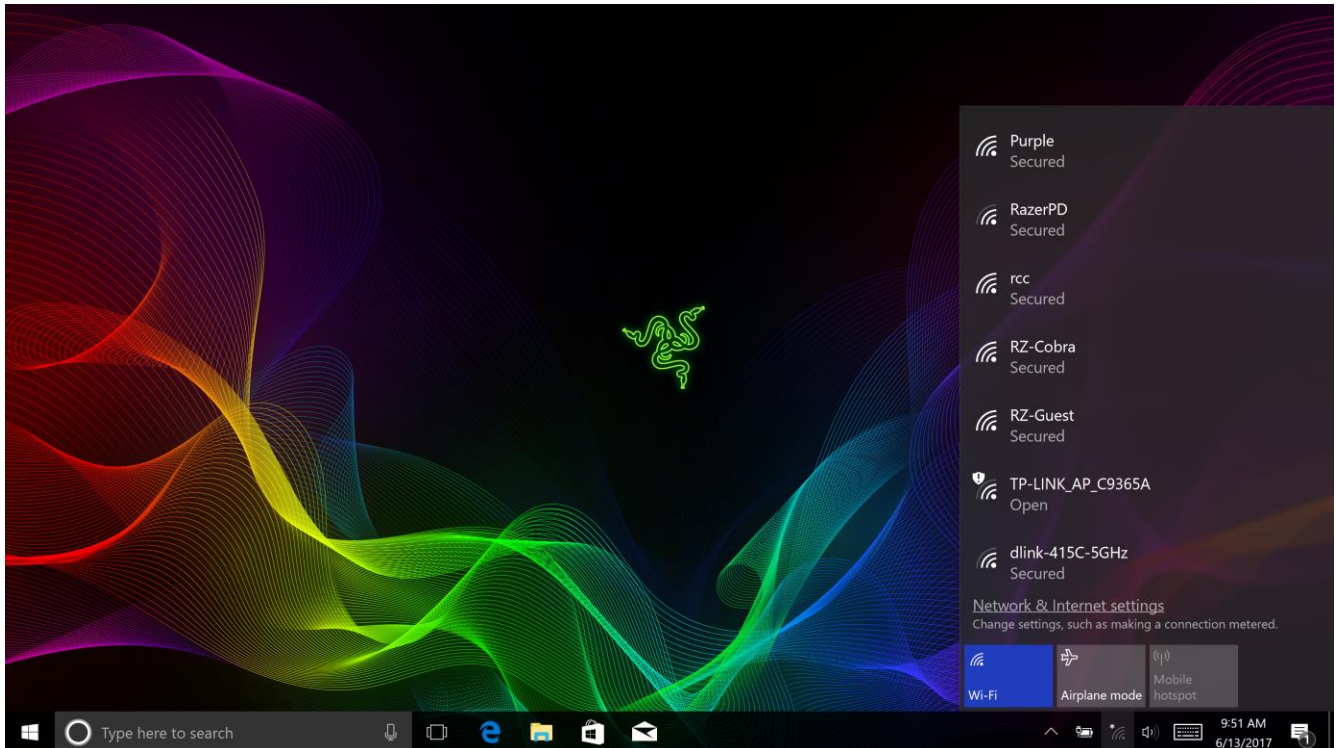 Purple
Secured
RazerPD
Secured
rcc
Secured
RZ-Cobra
Secured
RZ-Guest
Secured
TP-LINK_AP_C9365A
Open
dlink-415C-5GHz
Secured
Network & Internet settings
Change settings, such as making a connection metered.
Wi-Fi
Airplane mode
Mobile
hotspot
Type here to search
9:51 AM
6/13/2017
1